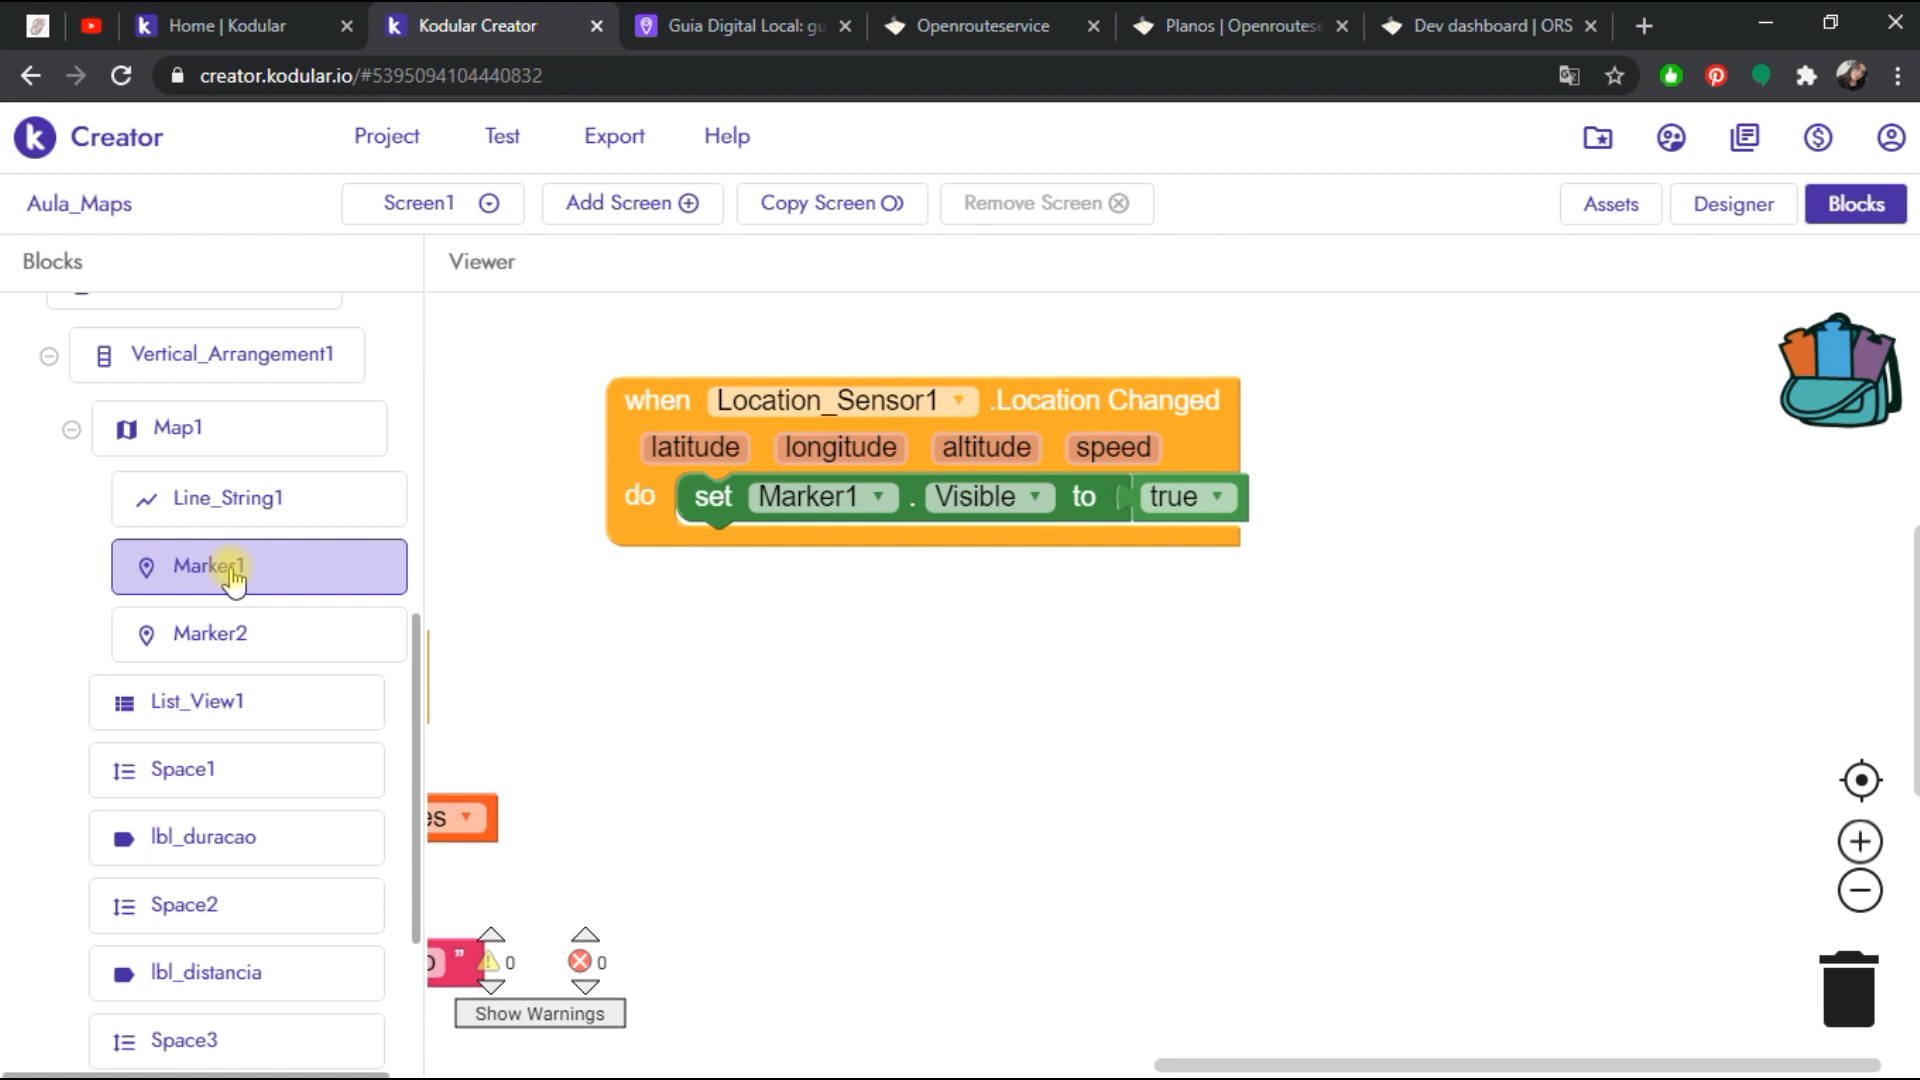 Home | Kodular
Kodular Creator
Guia Digital Local: gu
Openrouteservice
Planos | Openroutese
Dev dashboard | ORS
creator.kodular.io/#5395094104440832
Creator
Project
Test
Export
Help
Aula_Maps
Screen1
Add Screen
Copy Screen
Remove Screen
Assets
Designer
Blocks
Blocks
Viewer
Vertical_Arrangement1
Map1
Line_String1
Marker1
Marker2
List_View1
Space1
lbl_duracao
Space2
lbl_distancia
Space3
when Location_Sensor1 .Location Changed
latitude longitude altitude speed
do set Marker1 . Visible to true
es
o "
0
0
Show Warnings